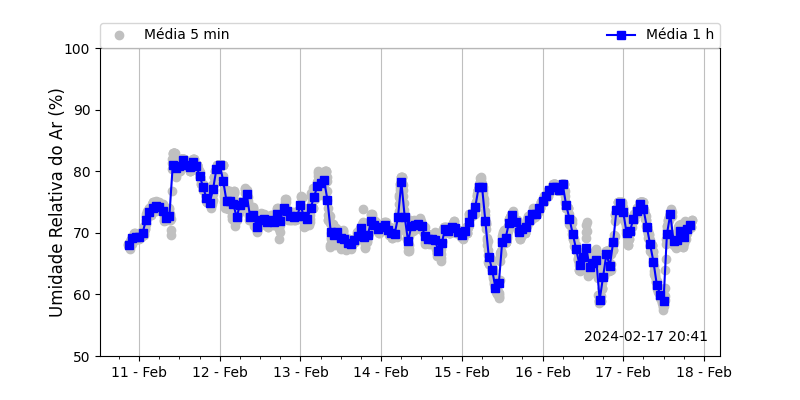 Média 5 min
Média 1 h
100
90
80
70
60
50
Umidade Relativa do Ar (%)
2024-02-17 20:41
11 - Feb
12 - Feb
13 - Feb
14 - Feb
15 - Feb
16 - Feb
17 - Feb
18 - Feb